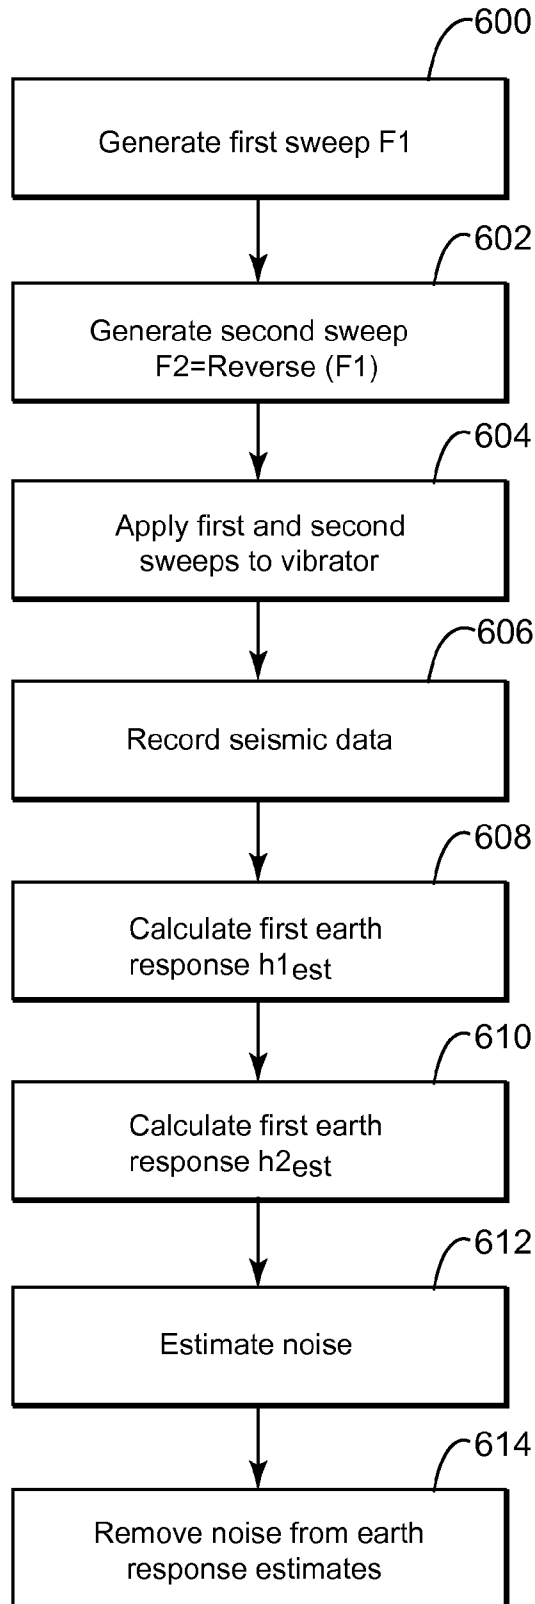 600
Generate first sweep F1
602
Generate second sweep
F2=Reverse (F1)
604
Apply first and second
sweeps to vibrator
606
Record seismic data
608
Calculate first earth
response h1est
610
Calculate first earth
response h2est
612
Estimate noise
614
Remove noise from earth
response estimates